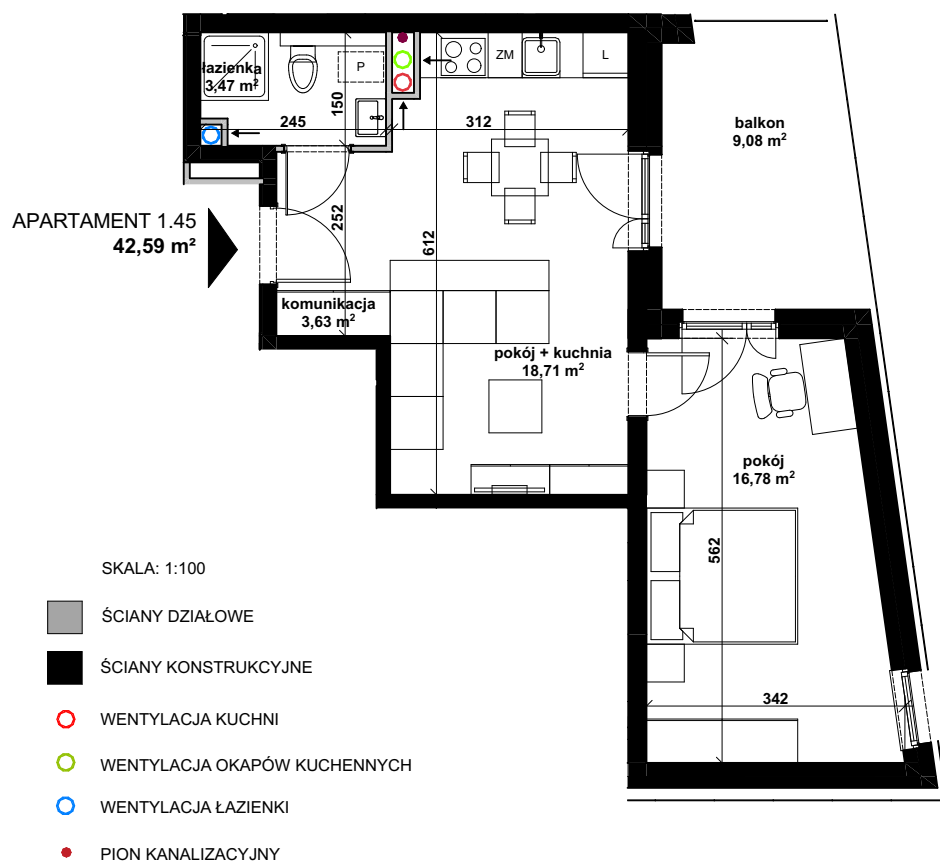 łazienka
3,47 m²
P
ZM
L
150
245
312
balkon
9,08 m²
APARTAMENT 1.45
42,59 m²
252
612
komunikacja
3,63 m²
pokój + kuchnia
18,71 m²
pokój
16,78 m²
562
342
SKALA: 1:100
ŚCIANY DZIAŁOWE
ŚCIANY KONSTRUKCYJNE
WENTYLACJA KUCHNI
WENTYLACJA OKAPÓW KUCHENNYCH
WENTYLACJA ŁAZIENKI
PION KANALIZACYJNY